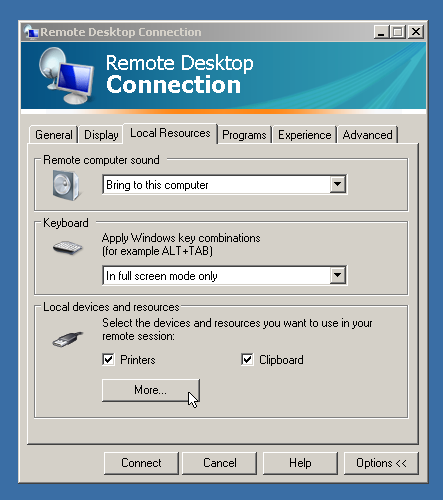 Remote Desktop Connection
Remote Desktop
Connection
General Display Local Resources Programs Experience Advanced
Remote computer sound
Bring to this computer
Keyboard
Apply Windows key combinations
(for example ALT+TAB)
In full screen mode only
Local devices and resources
Select the devices and resources you want to use in your
remote session:
Printers Clipboard
More...
Connect Cancel Help Options <<